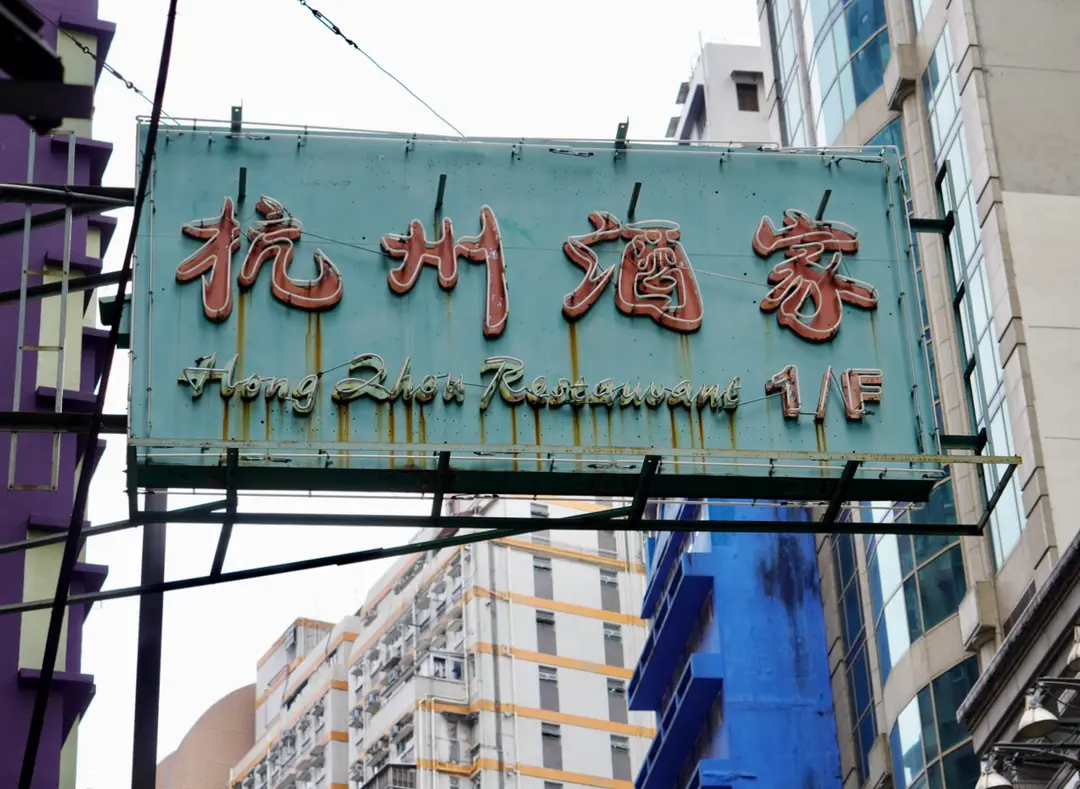 杭州酒家
Hong Zhou Restaurant 1/F